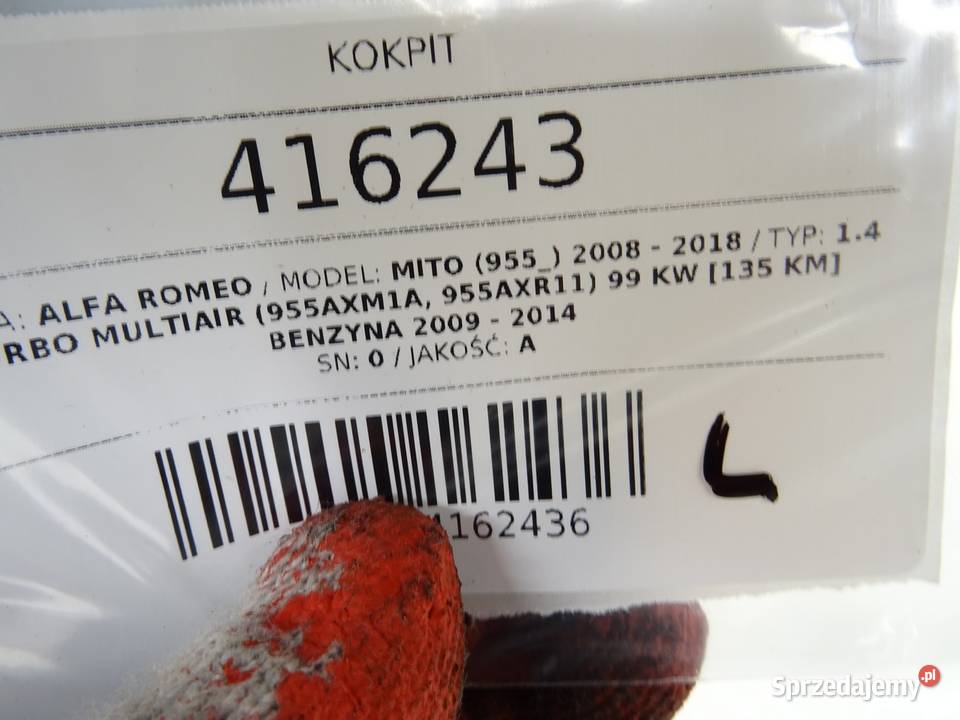 KOKPIT
416243
A: ALFA ROMEO / MODEL: MITO (955_) 2008 - 2018 / TYP: 1.4
RBO MULTIAIR (955AXM1A, 955AXR11) 99 KW [135 KM]
BENZYNA 2009 - 2014
SN: 0 / JAKOŚĆ: A
4162436
L
Sprzedajemy.pl